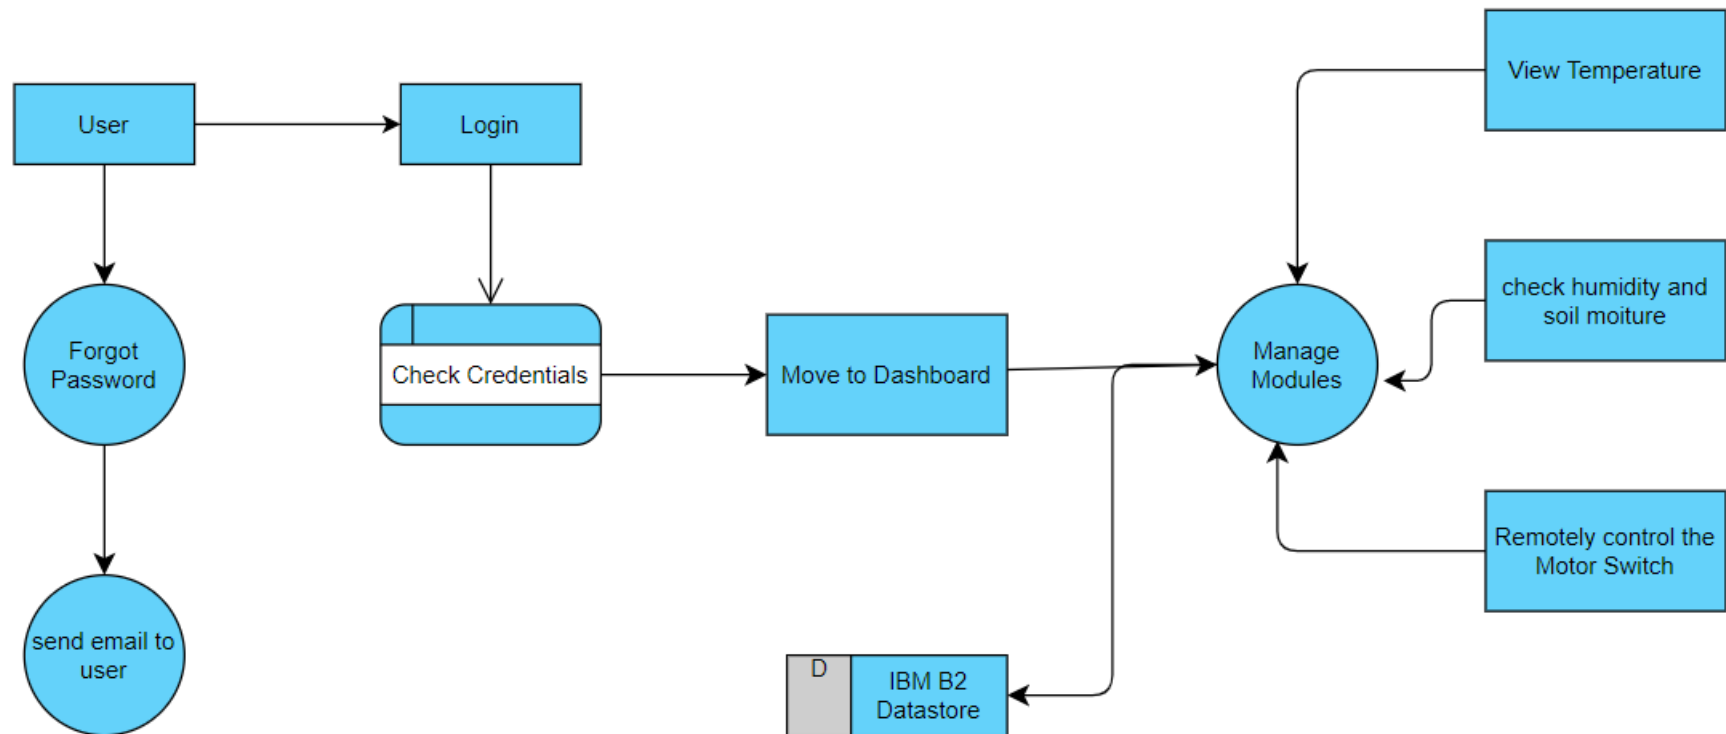 User
Login
View Temperature
check humidity and
soil moiture
Forgot
Password
Check Credentials
Move to Dashboard
Manage
Modules
Remotely control the
Motor Switch
send email to
user
D
IBM B2
Datastore